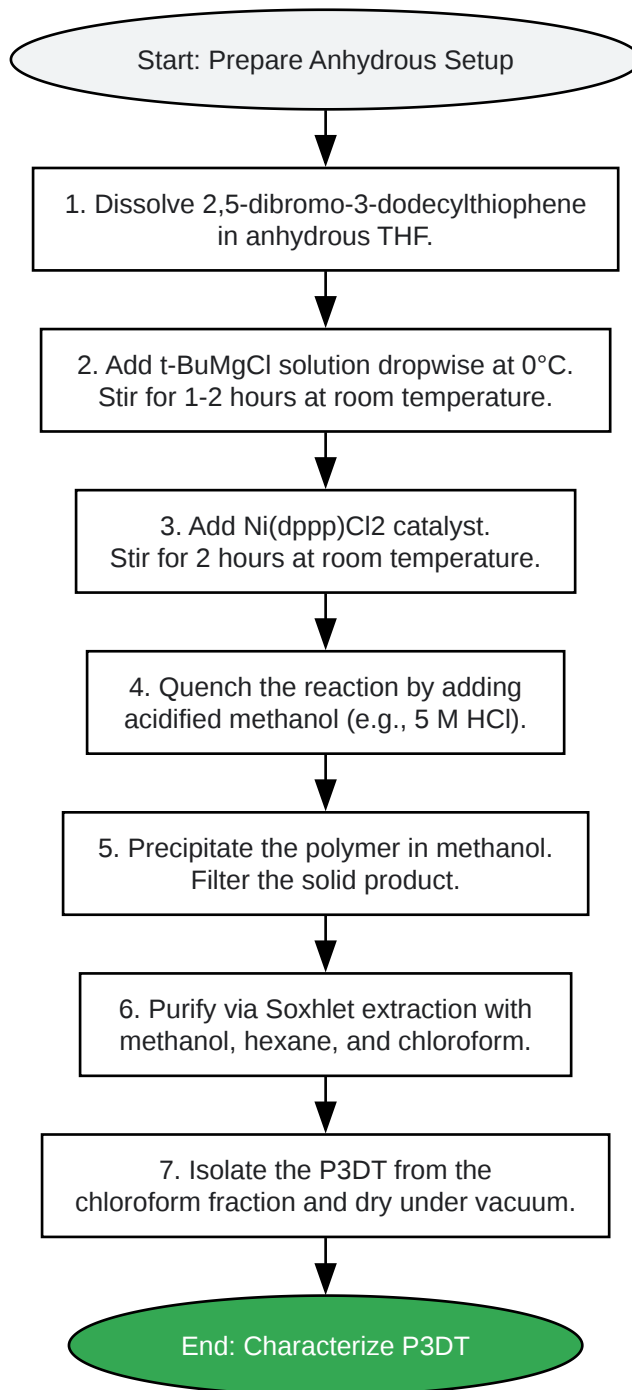 Start: Prepare Anhydrous Setup
1. Dissolve 2,5-dibromo-3-dodecylthiophene
in anhydrous THF.
2. Add t-BuMgCl solution dropwise at 0°C.
Stir for 1-2 hours at room temperature.
3. Add Ni(dppp)Cl2 catalyst.
Stir for 2 hours at room temperature.
4. Quench the reaction by adding
acidified methanol (e.g., 5 M HCl).
5. Precipitate the polymer in methanol.
Filter the solid product.
6. Purify via Soxhlet extraction with
methanol, hexane, and chloroform.
7. Isolate the P3DT from the
chloroform fraction and dry under vacuum.
End: Characterize P3DT